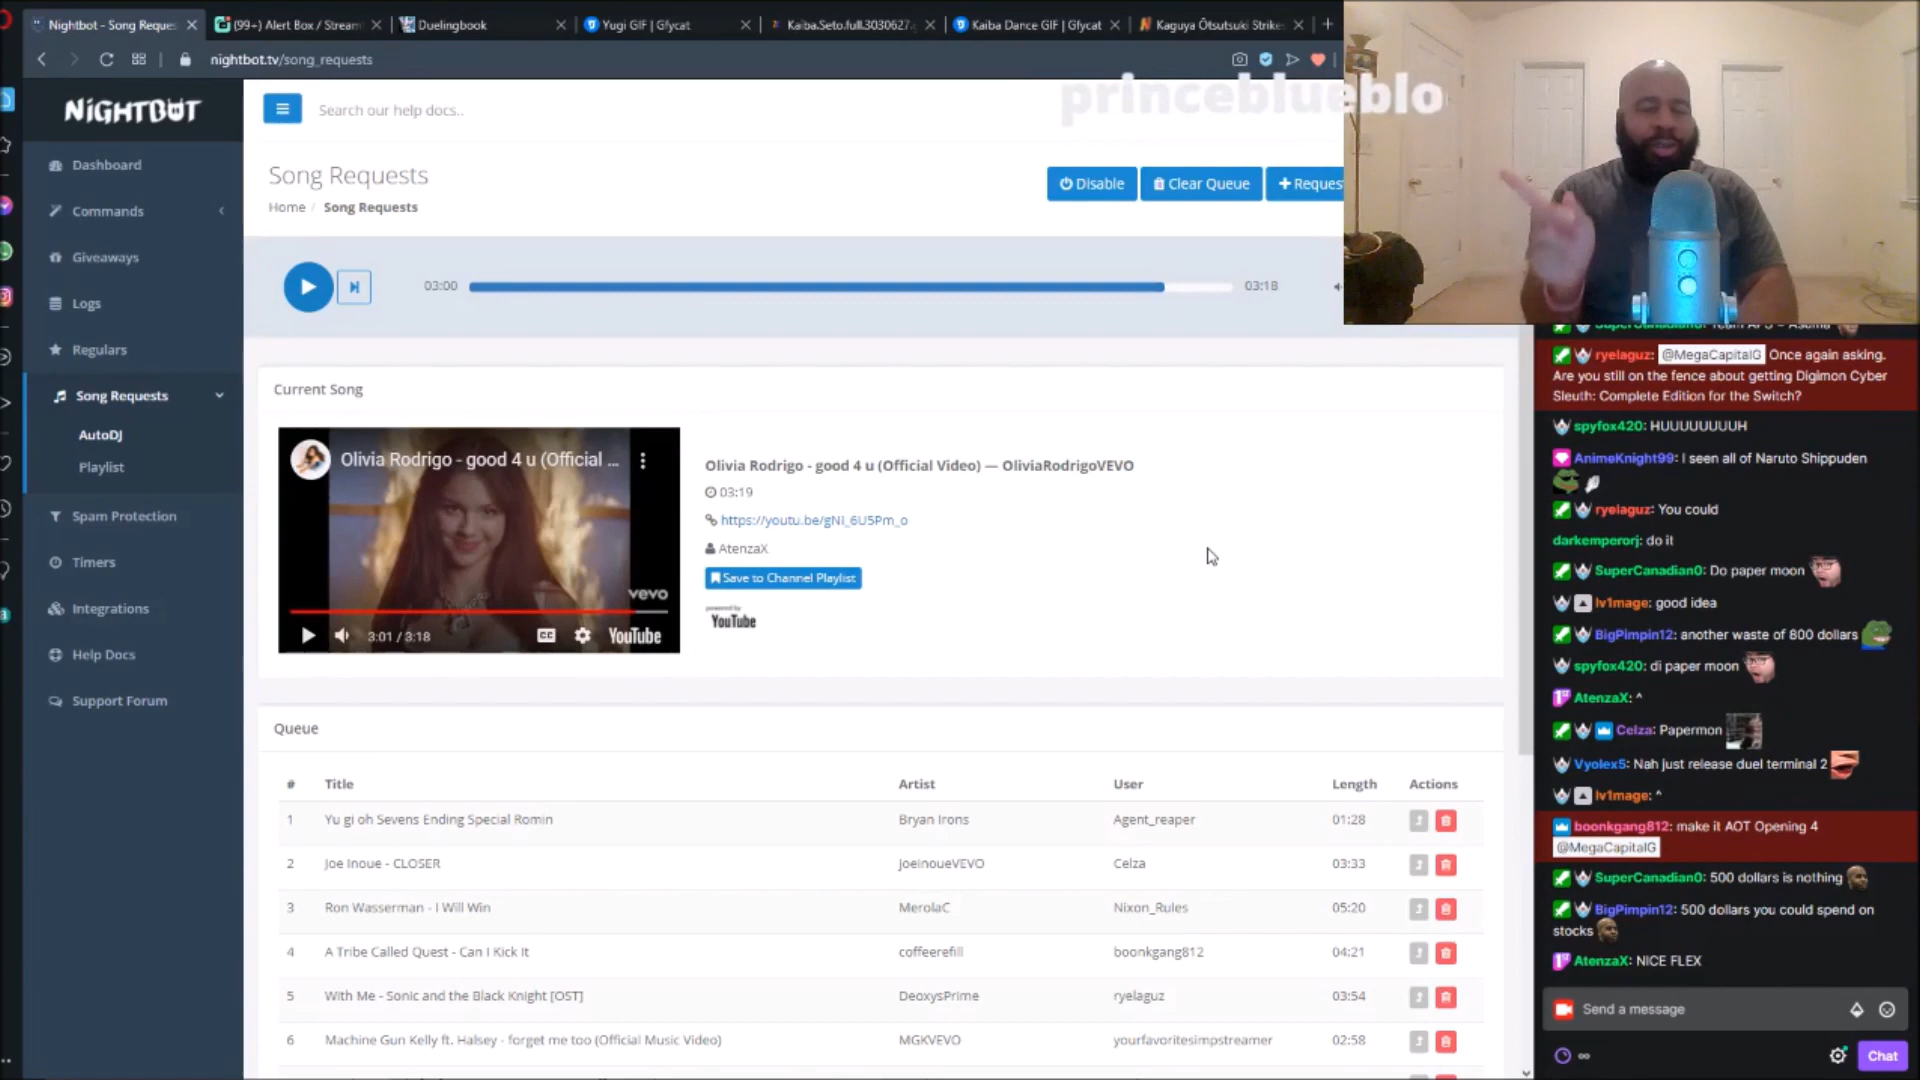 Nightbot - Song Reques
(99+) Alert Box / Stream
Duelingbook
Yugi GIF | Gfycat
Kaiba.Seto.full.3030627.
Kaiba Dance GIF | Gfycat
Kaguya Ōtsutsuki Strikes
nightbot.tv/song_requests
NiGHTBOT
Search our help docs..
princeblueblo
Dashboard
Commands
Giveaways
Logs
Regulars
Song Requests
AutoDJ
Playlist
Spam Protection
Timers
Integrations
Help Docs
Support Forum
Song Requests
Home / Song Requests
Disable
Clear Queue
+Reques
03:00
03:18
Current Song
Olivia Rodrigo - good 4 u (Official ...
vevo
3:01 / 3:18
CC
YouTube
Olivia Rodrigo - good 4 u (Official Video) — OliviaRodrigoVEVO
03:19
https://youtu.be/gNi_6U5Pm_o
AtenzaX
Save to Channel Playlist
powered by
YouTube
Queue
# Title Artist User Length Actions
1 Yu gi oh Sevens Ending Special Romin Bryan Irons Agent_reaper 01:28
2 Joe Inoue - CLOSER JoeinoueVEVO Celza 03:33
3 Ron Wasserman - I Will Win MerolaC Nixon_Rules 05:20
4 A Tribe Called Quest - Can I Kick It coffeerefill boonkgang812 04:21
5 With Me - Sonic and the Black Knight [OST] DeoxysPrime ryelaguz 03:54
6 Machine Gun Kelly ft. Halsey - forget me too (Official Music Video) MGKVEVO yourfavoritesimpstreamer 02:58
ryelaguz: @MegaCapitalG Once again asking.
Are you still on the fence about getting Digimon Cyber
Sleuth: Complete Edition for the Switch?
spyfox420: HUUUUUUUUH
AnimeKnight99: I seen all of Naruto Shippuden
ryelaguz: You could
darkemperorj: do it
SuperCanadian0: Do paper moon
lv1mage: good idea
BigPimpin12: another waste of 800 dollars
spyfox420: di paper moon
AtenzaX: ^
Celza: Papermon
Vyolex5: Nah just release duel terminal 2
lv1mage: ^
boonkgang812: make it AOT Opening 4
@MegaCapitalG
SuperCanadian0: 500 dollars is nothing
BigPimpin12: 500 dollars you could spend on
stocks
AtenzaX: NICE FLEX
Send a message
Chat